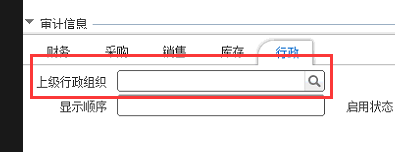 审计信息
财务 采购 销售 库存 行政
上级行政组织
显示顺序 启用状态